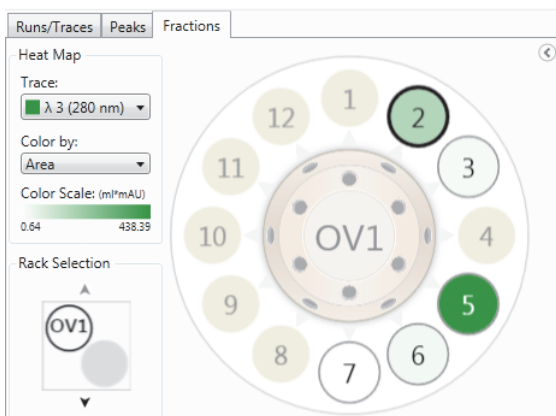 Runs/Traces Peaks Fractions
Heat Map
Trace:
λ 3 (280 nm)
Color by:
Area
Color Scale: (ml*mAU)
0.64 438.39
Rack Selection
OV1
1
2
3
4
5
6
7
8
9
10
11
12
OV1